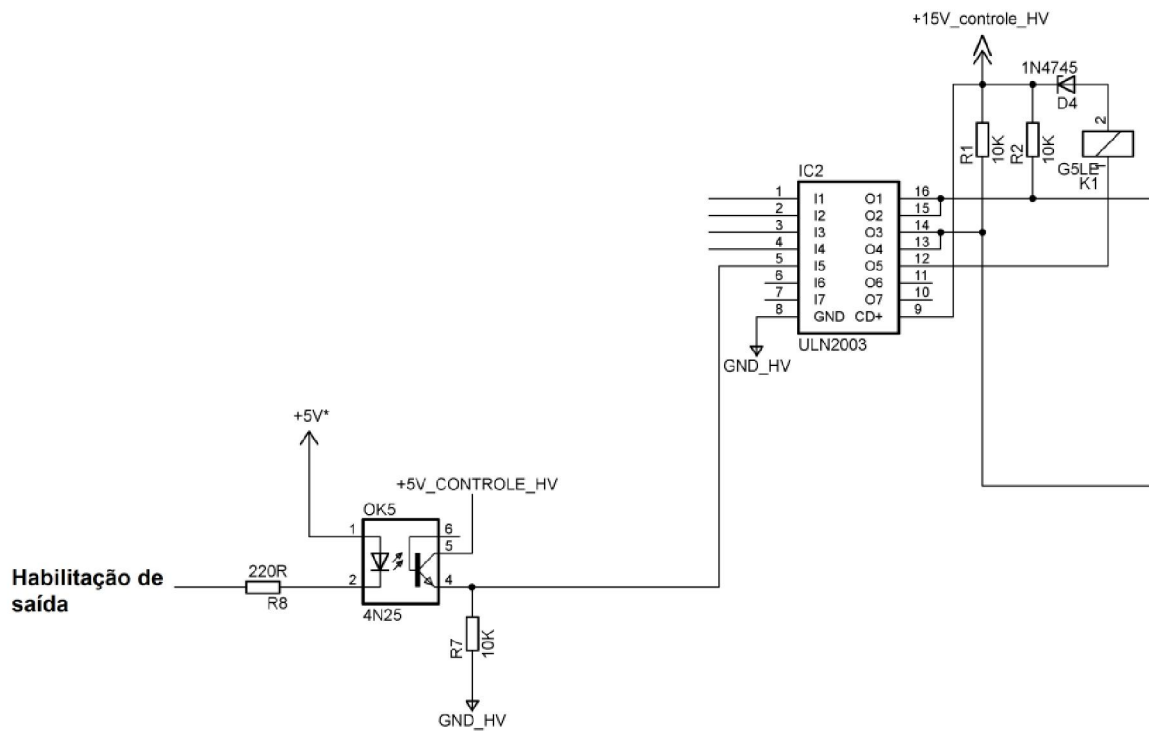 +15V_controle_HV
1N4745
D4
2
R1
10K
R2
10K
G5LE
1
K1
IC2
1 I1 O1 16
2 I2 O2 15
3 I3 O3 14
4 I4 O4 13
5 I5 O5 12
6 I6 O6 11
7 I7 O7 10
8 GND CD+ 9
ULN2003
GND_HV
+5V*
+5V_CONTROLE_HV
OK5
1
6
5
2
4
4N25
Habilitação de
saída
220R
R8
R7
10K
GND_HV